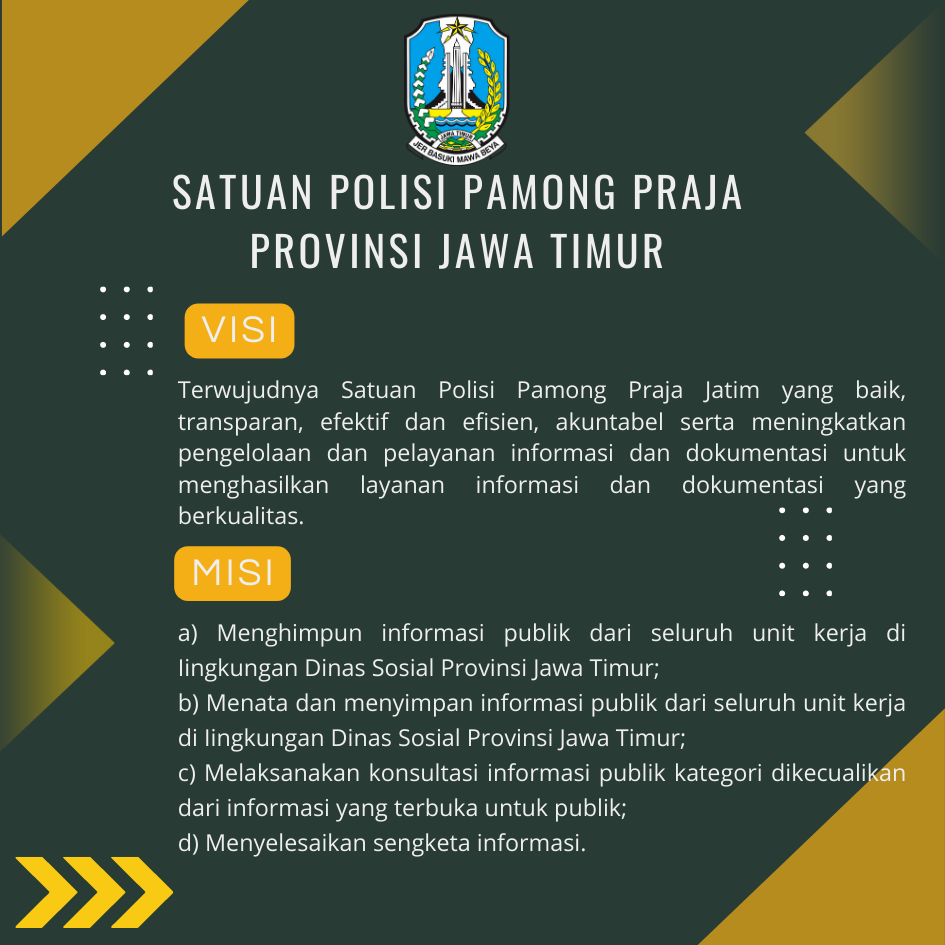 JAWA TIMUR
JER BASUKI MAWA BEYA
SATUAN POLISI PAMONG PRAJA
PROVINSI JAWA TIMUR
VISI
Terwujudnya Satuan Polisi Pamong Praja Jatim yang baik,
transparan, efektif dan efisien, akuntabel serta meningkatkan
pengelolaan dan pelayanan informasi dan dokumentasi untuk
menghasilkan layanan informasi dan dokumentasi yang
berkualitas.
MISI
a) Menghimpun informasi publik dari seluruh unit kerja di
Iingkungan Dinas Sosial Provinsi Jawa Timur;
b) Menata dan menyimpan informasi publik dari seluruh unit kerja
di Iingkungan Dinas Sosial Provinsi Jawa Timur;
c) Melaksanakan konsultasi informasi publik kategori dikecualikan
dari informasi yang terbuka untuk publik;
d) Menyelesaikan sengketa informasi.